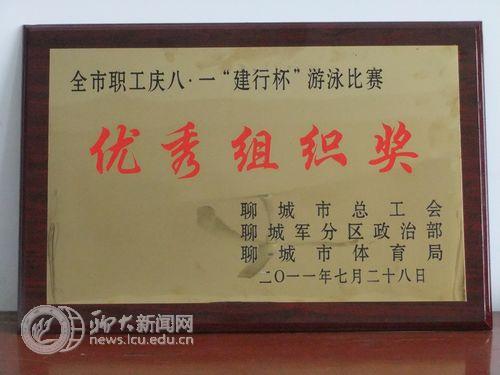 全市职工庆八·一“建行杯”游泳比赛
优秀组织奖
聊城市总工会
聊城军分区政治部
聊城市体育局
二〇一一年七月二十八日
聊大新闻网
news.lcu.edu.cn